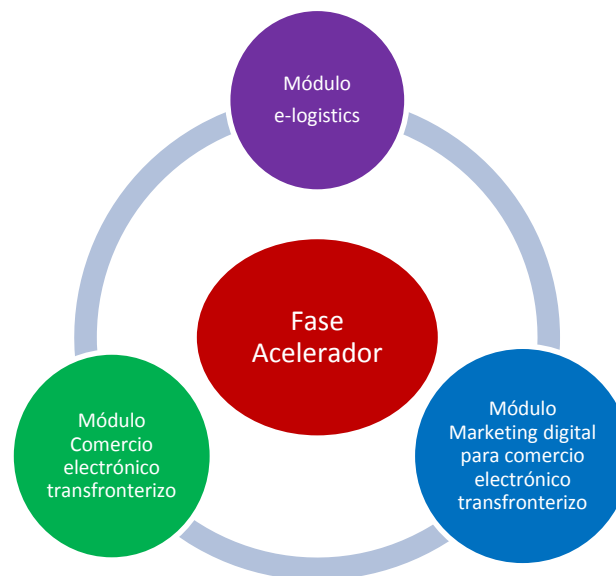 Módulo
e-logistics
Fase
Acelerador
Módulo
Comercio
electrónico
transfronterizo
Módulo
Marketing digital
para comercio
electrónico
transfronterizo